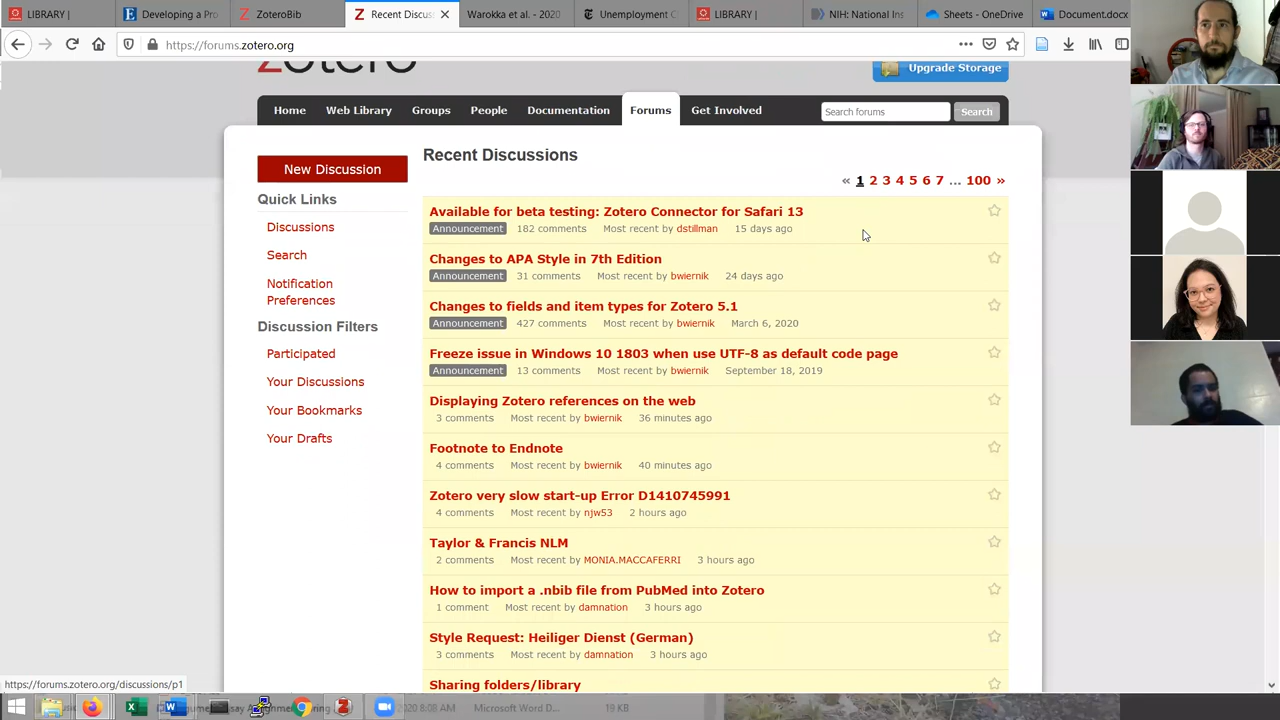 LIBRARY |
Developing a Pro
ZoteroBib
Recent Discus
Warokka et al. - 2020
Unemployment C
LIBRARY |
NIH: National Ins
Sheets - OneDrive
Document.docx
https://forums.zotero.org
zotero
Upgrade Storage
Home Web Library Groups People Documentation Forums Get Involved
Search forums
Search
New Discussion
Quick Links
Discussions
Search
Notification
Preferences
Discussion Filters
Participated
Your Discussions
Your Bookmarks
Your Drafts
Recent Discussions
« 1 2 3 4 5 6 7 ... 100 »
Available for beta testing: Zotero Connector for Safari 13
Announcement 182 comments Most recent by dstillman 15 days ago
Changes to APA Style in 7th Edition
Announcement 31 comments Most recent by bwiernik 24 days ago
Changes to fields and item types for Zotero 5.1
Announcement 427 comments Most recent by bwiernik March 6, 2020
Freeze issue in Windows 10 1803 when use UTF-8 as default code page
Announcement 13 comments Most recent by bwiernik September 18, 2019
Displaying Zotero references on the web
3 comments Most recent by bwiernik 36 minutes ago
Footnote to Endnote
4 comments Most recent by bwiernik 40 minutes ago
Zotero very slow start-up Error D1410745991
4 comments Most recent by njw53 2 hours ago
Taylor & Francis NLM
2 comments Most recent by MONIA.MACCAFERRI 3 hours ago
How to import a .nbib file from PubMed into Zotero
1 comment Most recent by damnation 3 hours ago
Style Request: Heiliger Dienst (German)
3 comments Most recent by damnation 3 hours ago
Sharing folders/library
https://forums.zotero.org/discussions/p1
2020 8:08 AM Microsoft Word D... 19 KB